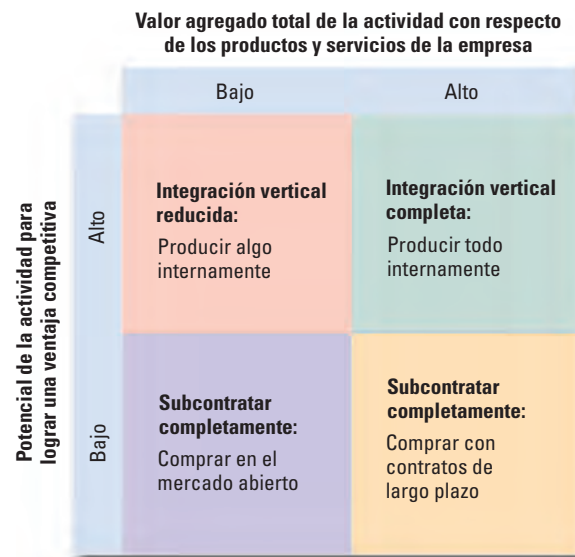 Valor agregado total de la actividad con respecto
de los productos y servicios de la empresa
Bajo
Alto
Potencial de la actividad para
lograr una ventaja competitiva
Alto
Integración vertical
reducida:
Producir algo
internamente
Integración vertical
completa:
Producir todo
internamente
Bajo
Subcontratar
completamente:
Comprar en el
mercado abierto
Subcontratar
completamente:
Comprar con
contratos de
largo plazo